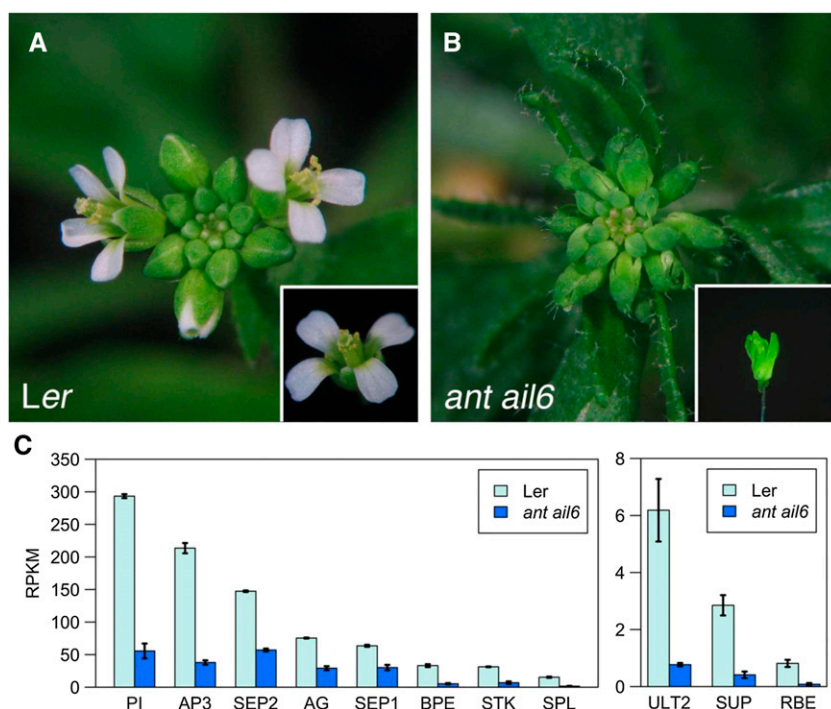 A
B
Ler
ant ail6
C
350
300
250
200
150
100
50
0
RPKM
Ler
ant ail6
PI AP3 SEP2 AG SEP1 BPE STK SPL
8
6
4
2
0
Ler
ant ail6
ULT2 SUP RBE